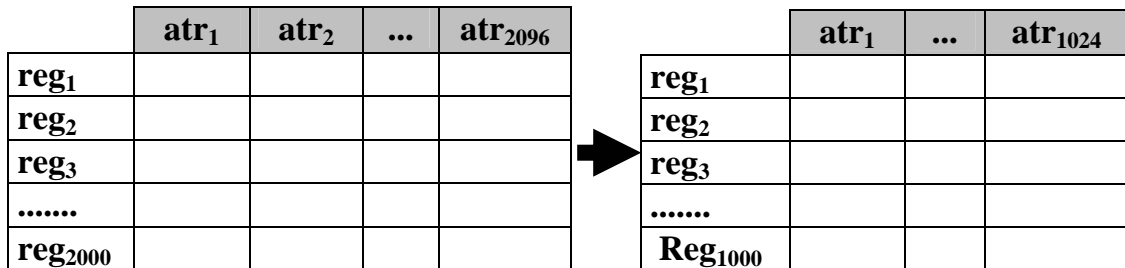 atr₁ atr₂ ... atr₂₀₉₆
reg₁
reg₂
reg₃
.......
reg₂₀₀₀
atr₁ ... atr₁₀₂₄
reg₁
reg₂
reg₃
.......
Reg₁₀₀₀